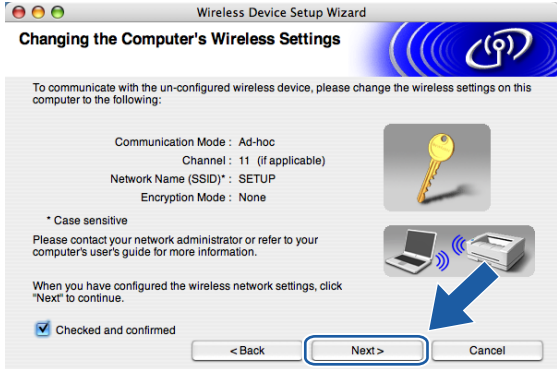 Wireless Device Setup Wizard
Changing the Computer's Wireless Settings
To communicate with the un-configured wireless device, please change the wireless settings on this
computer to the following:
Communication Mode : Ad-hoc
Channel : 11 (if applicable)
Network Name (SSID)* : SETUP
Encryption Mode : None
* Case sensitive
Please contact your network administrator or refer to your
computer's user's guide for more information.
When you have configured the wireless network settings, click
"Next" to continue.
Checked and confirmed
< Back
Next >
Cancel